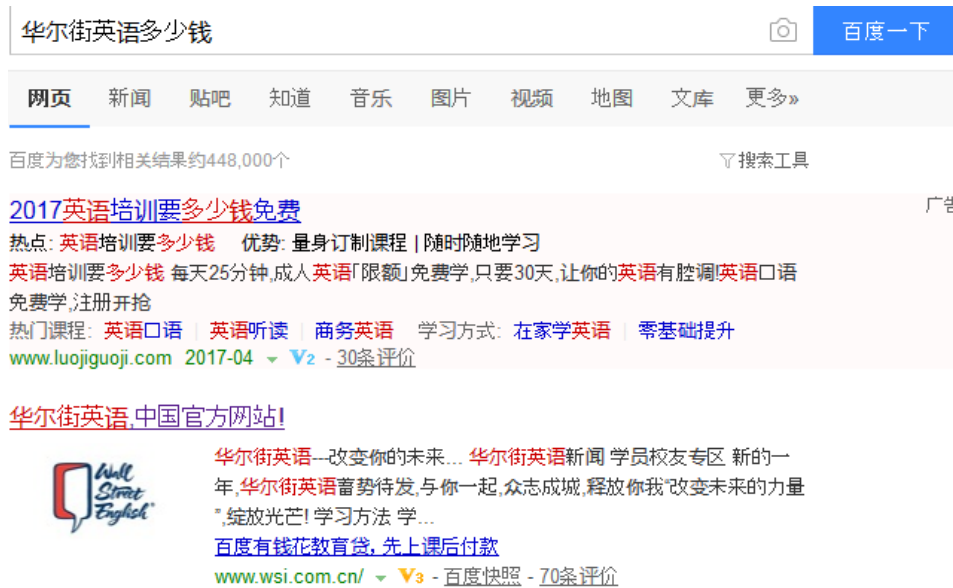 华尔街英语多少钱
百度一下
网页 新闻 贴吧 知道 音乐 图片 视频 地图 文库 更多»
百度为您找到相关结果约448,000个
搜索工具
2017英语培训要多少钱免费
广告
热点: 英语培训要多少钱 优势: 量身订制课程 | 随时随地学习
英语培训要多少钱 每天25分钟,成人英语「限额」免费学,只要30天,让你的英语有腔调!英语口语
免费学,注册开抢
热门课程: 英语口语 | 英语听读 | 商务英语 学习方式: 在家学英语 | 零基础提升
www.luojiguoji.com 2017-04 V2 - 30条评价
华尔街英语,中国官方网站!
Wall
Street
English
华尔街英语---改变你的未来... 华尔街英语新闻 学员校友专区 新的一
年,华尔街英语蓄势待发,与你一起,众志成城,释放你我"改变未来的力量
",绽放光芒! 学习方法 学...
百度有钱花教育贷，先上课后付款
www.wsi.com.cn/ V3 - 百度快照 - 70条评价